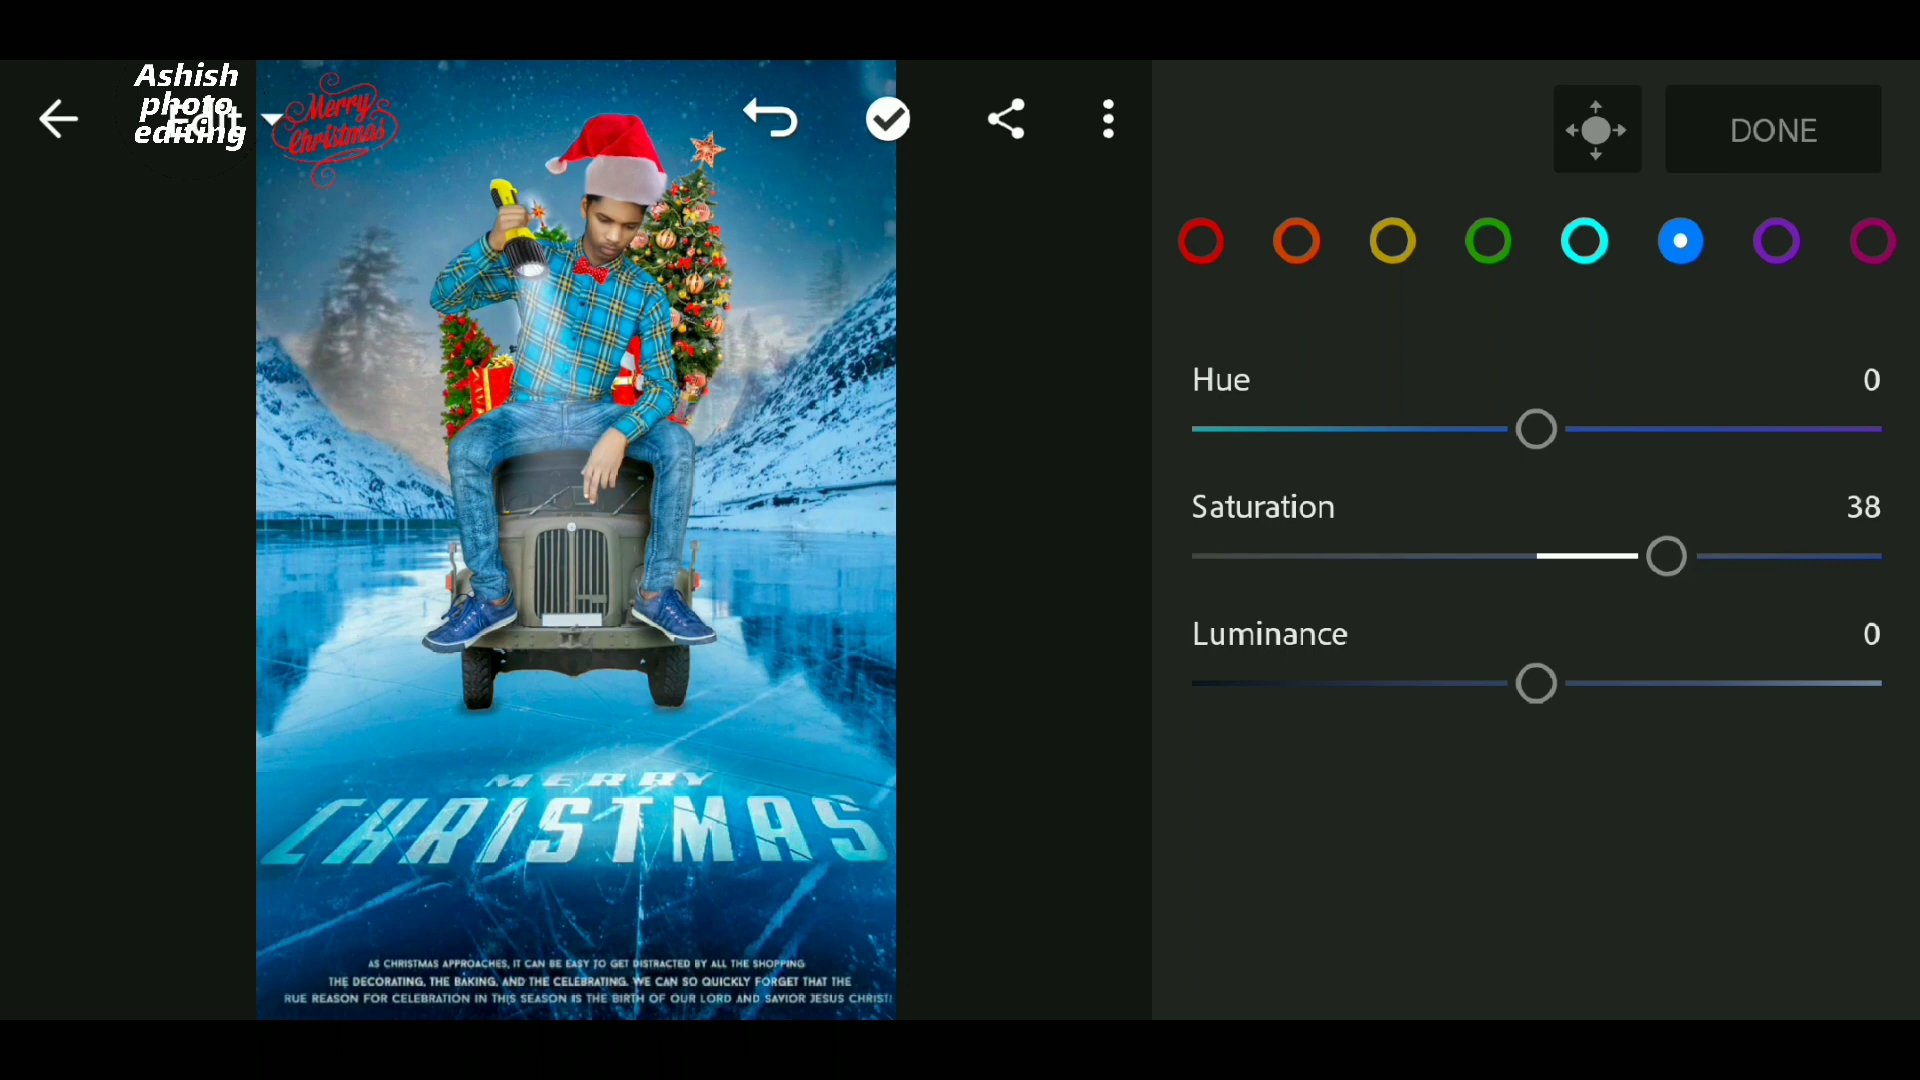 Ashish
photo
editing
Edit
Merry
Christmas
DONE
Hue 0
Saturation 38
Luminance 0
MERRY
CHRISTMAS
AS CHRISTMAS APPROACHES, IT CAN BE EASY TO GET DISTRACTED BY ALL THE SHOPPING
THE DECORATING, THE BAKING, AND THE CELEBRATING. WE CAN SO QUICKLY FORGET THAT THE
RUE REASON FOR CELEBRATION IN THIS SEASON IS THE BIRTH OF OUR LORD AND SAVIOR JESUS CHRIST!